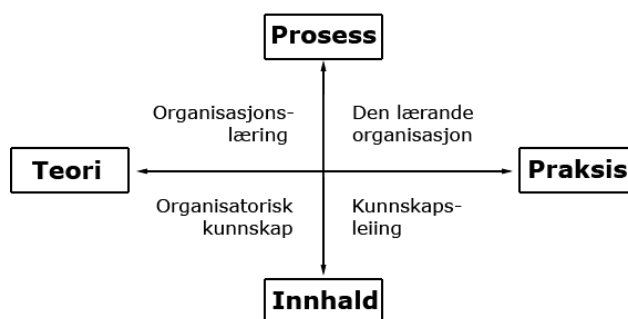 Prosess
Organisasjons-
læring
Den lærande
organisasjon
Teori
Praksis
Organisatorisk
kunnskap
Kunnskaps-
leiing
Innhald